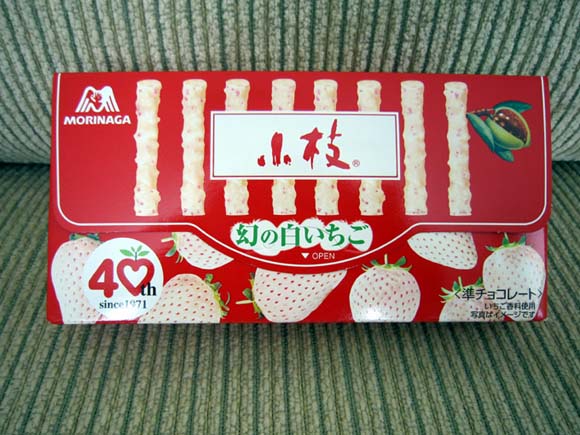 MORINAGA
小枝®
幻の白いちご
▼OPEN
40th
since1971
<準チョコレート>
いちご香料使用
写真はイメージです